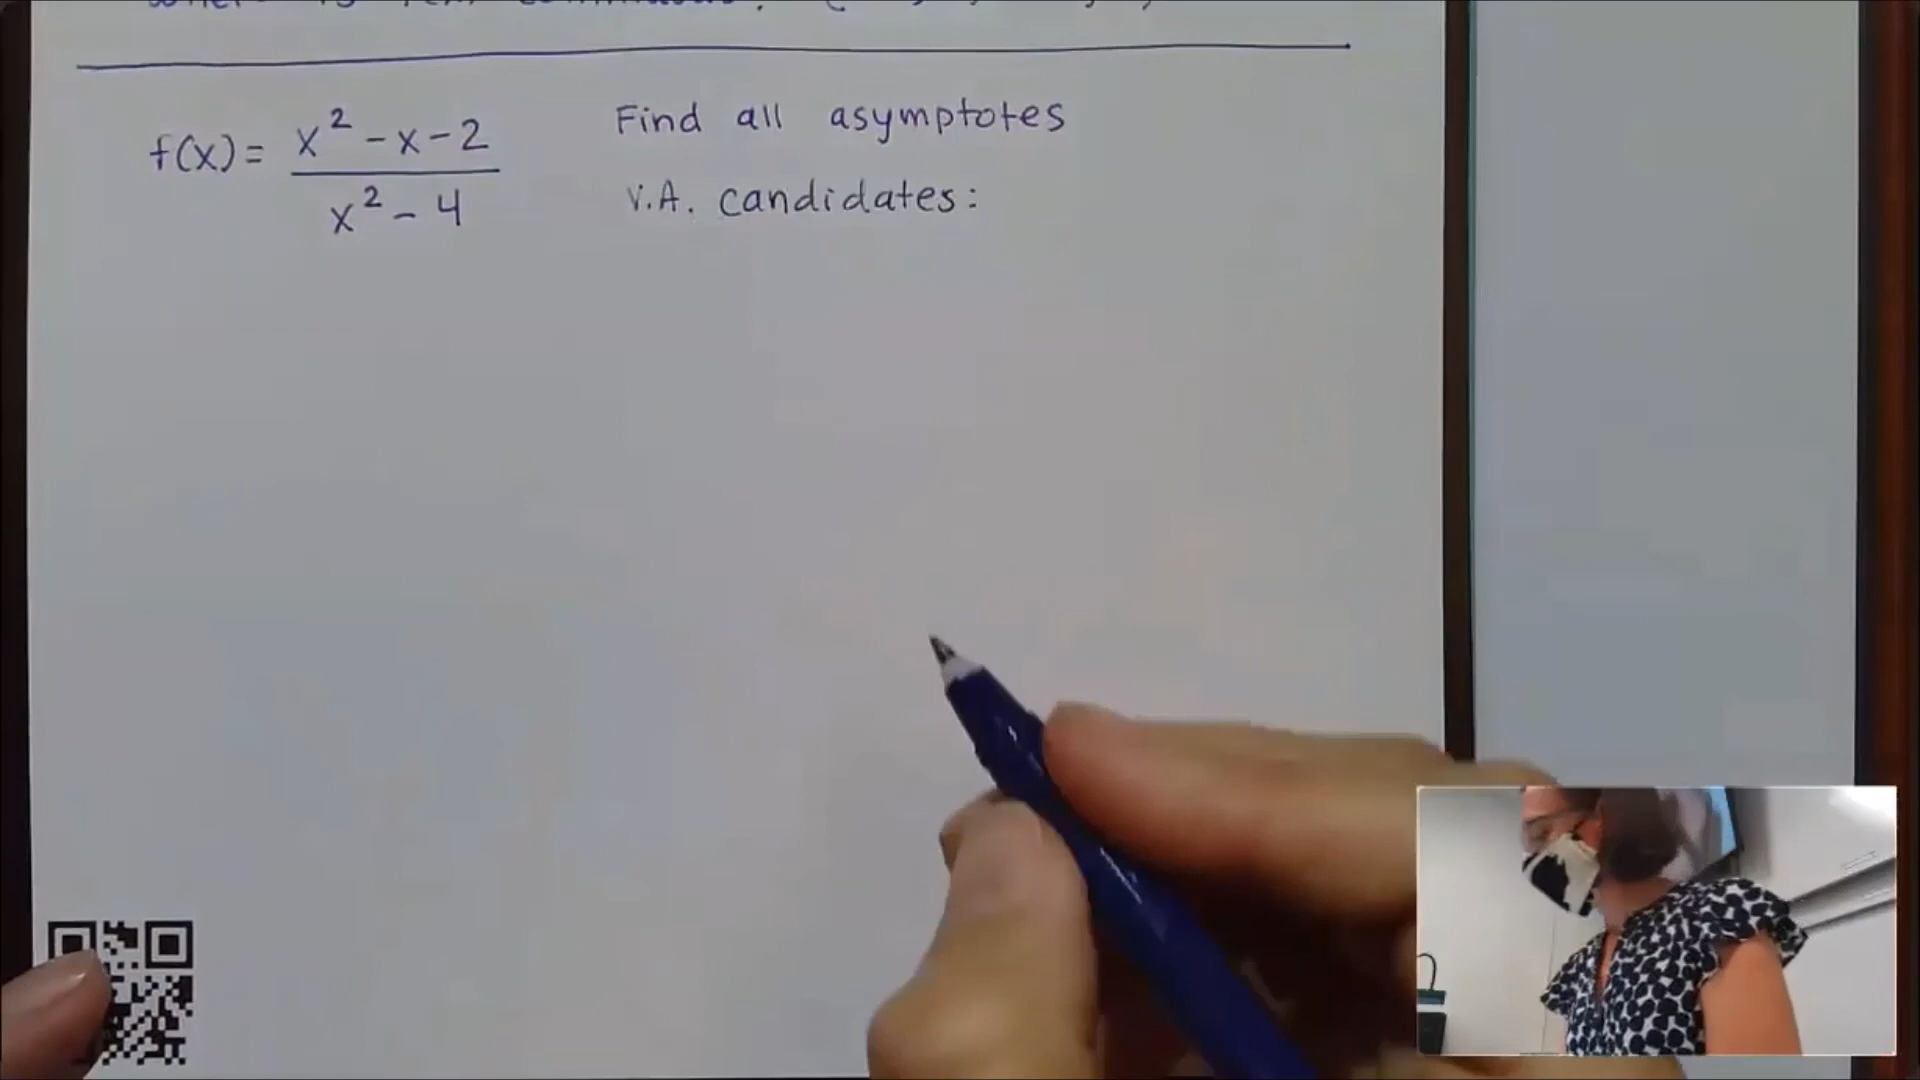 f(x) = x² - x - 2 / x² - 4
Find all asymptotes
V.A. candidates: